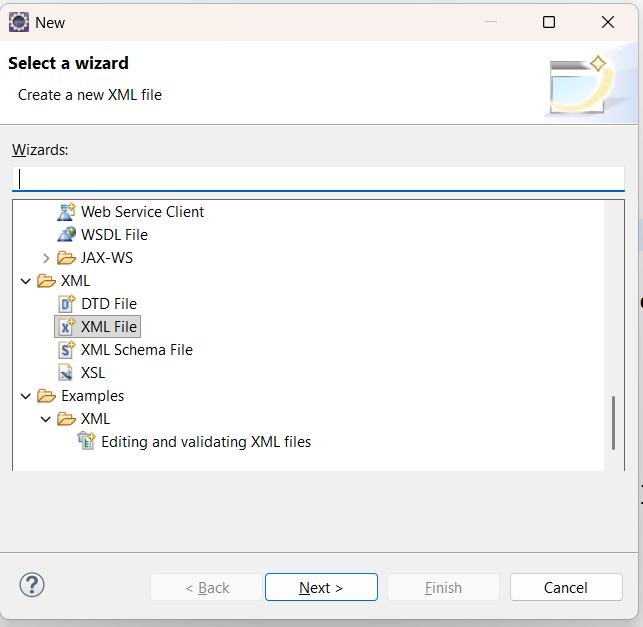 New
Select a wizard
Create a new XML file
Wizards:
Web Service Client
WSDL File
JAX-WS
XML
DTD File
XML File
XML Schema File
XSL
Examples
XML
Editing and validating XML files
?
< Back
Next >
Finish
Cancel